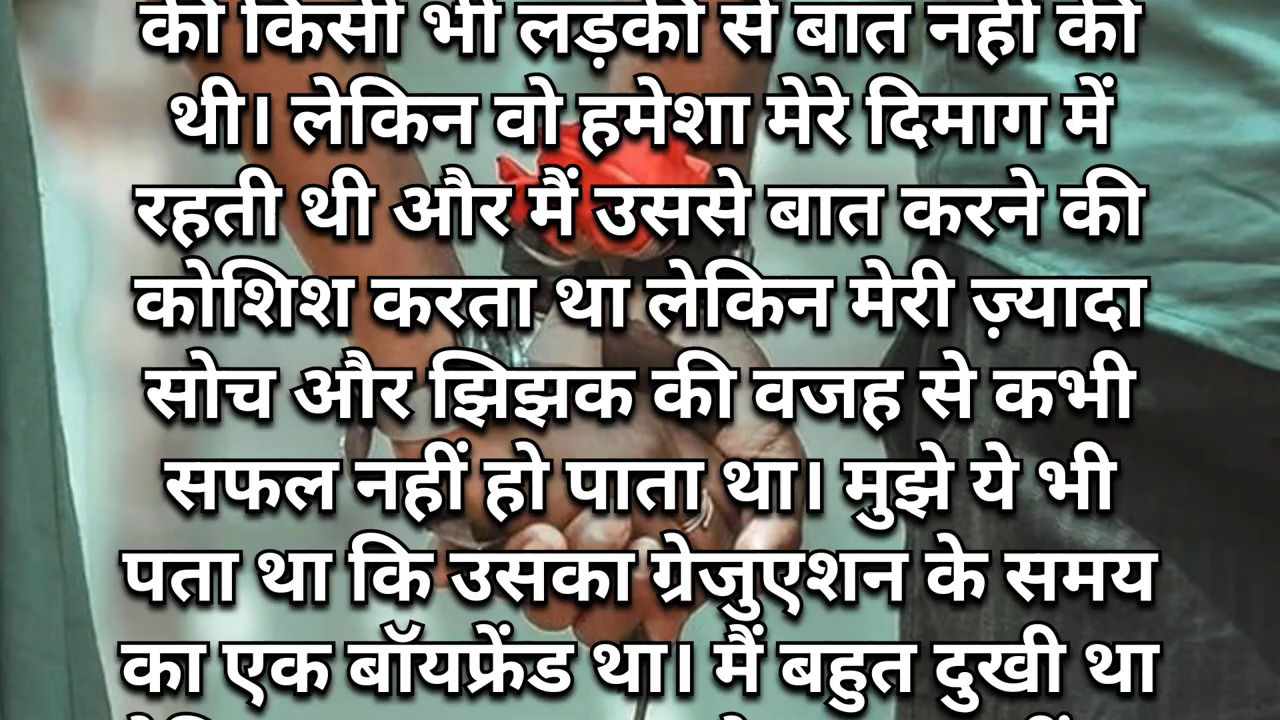 की किसी भी लड़की से बात नहीं की
थी। लेकिन वो हमेशा मेरे दिमाग में
रहती थी और मैं उससे बात करने की
कोशिश करता था लेकिन मेरी ज़्यादा
सोच और झिझक की वजह से कभी
सफल नहीं हो पाता था। मुझे ये भी
पता था कि उसका ग्रेजुएशन के समय
का एक बॉयफ्रेंड था। मैं बहुत दुखी था